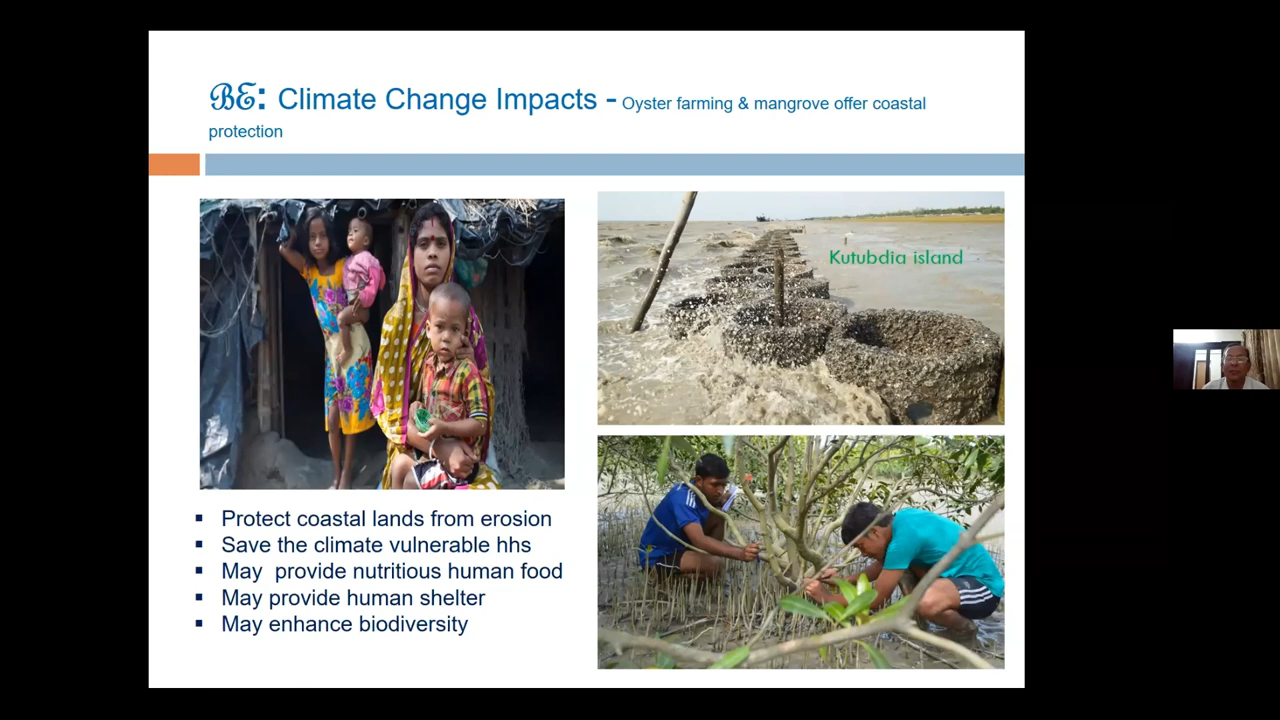 ℬℰ: Climate Change Impacts - Oyster farming & mangrove offer coastal
protection
Kutubdia island
▪ Protect coastal lands from erosion
▪ Save the climate vulnerable hhs
▪ May provide nutritious human food
▪ May provide human shelter
▪ May enhance biodiversity